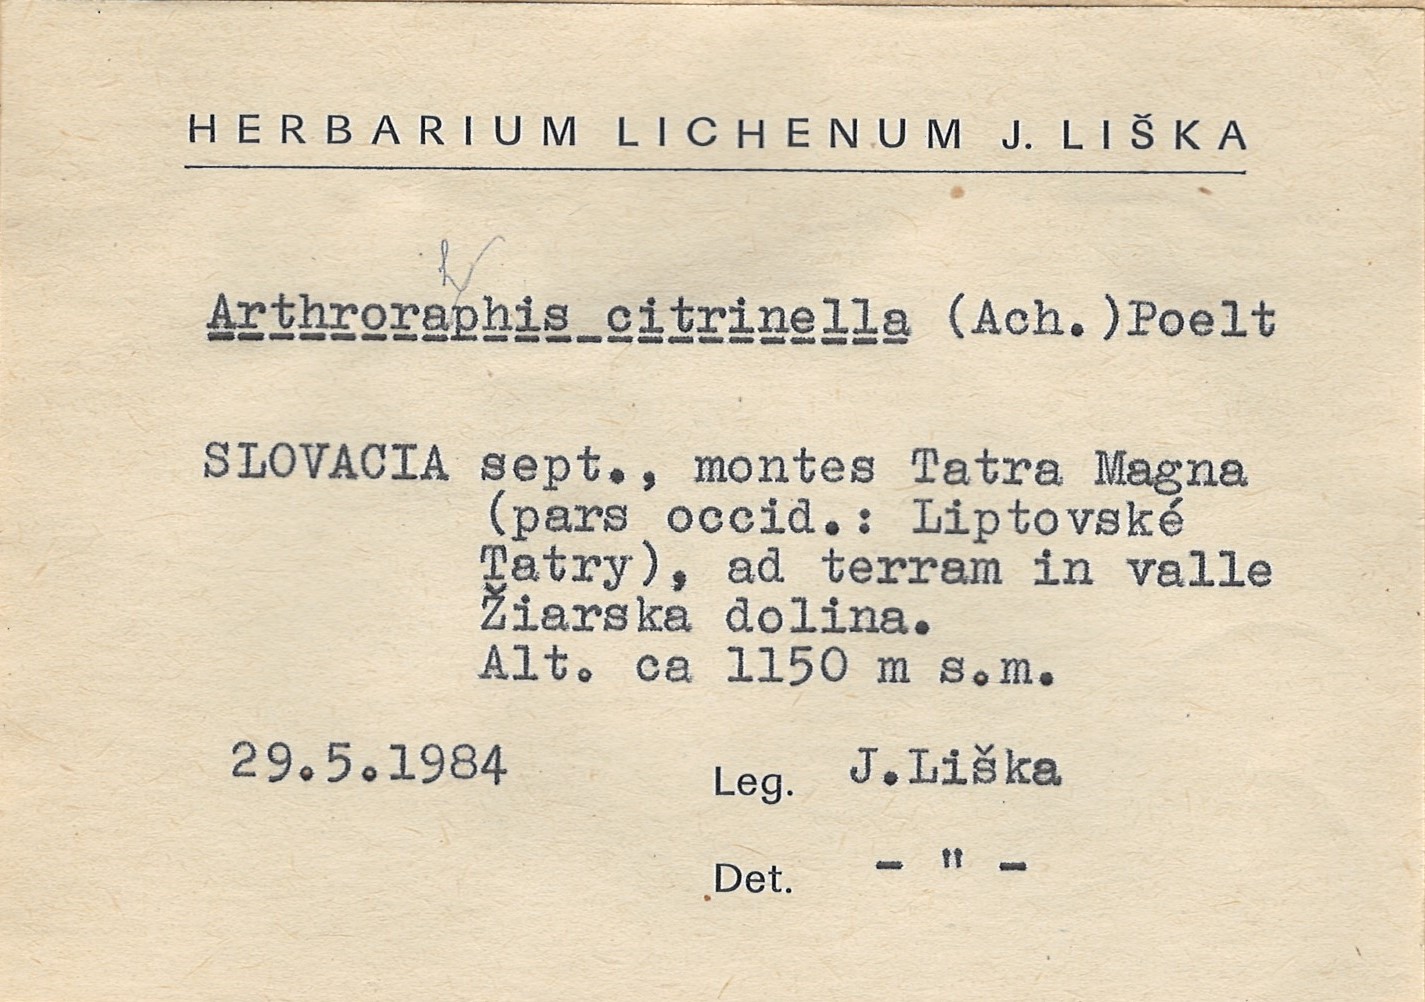 HERBARIUM LICHENUM J. LIŠKA
h
Arthroraphis citrinella (Ach.)Poelt
SLOVACIA sept., montes Tatra Magna
(pars occid.: Liptovské
Tatry), ad terram in valle
Žiarska dolina.
Alt. ca 1150 m s.m.
29.5.1984 Leg. J.Liška
Det. - " -